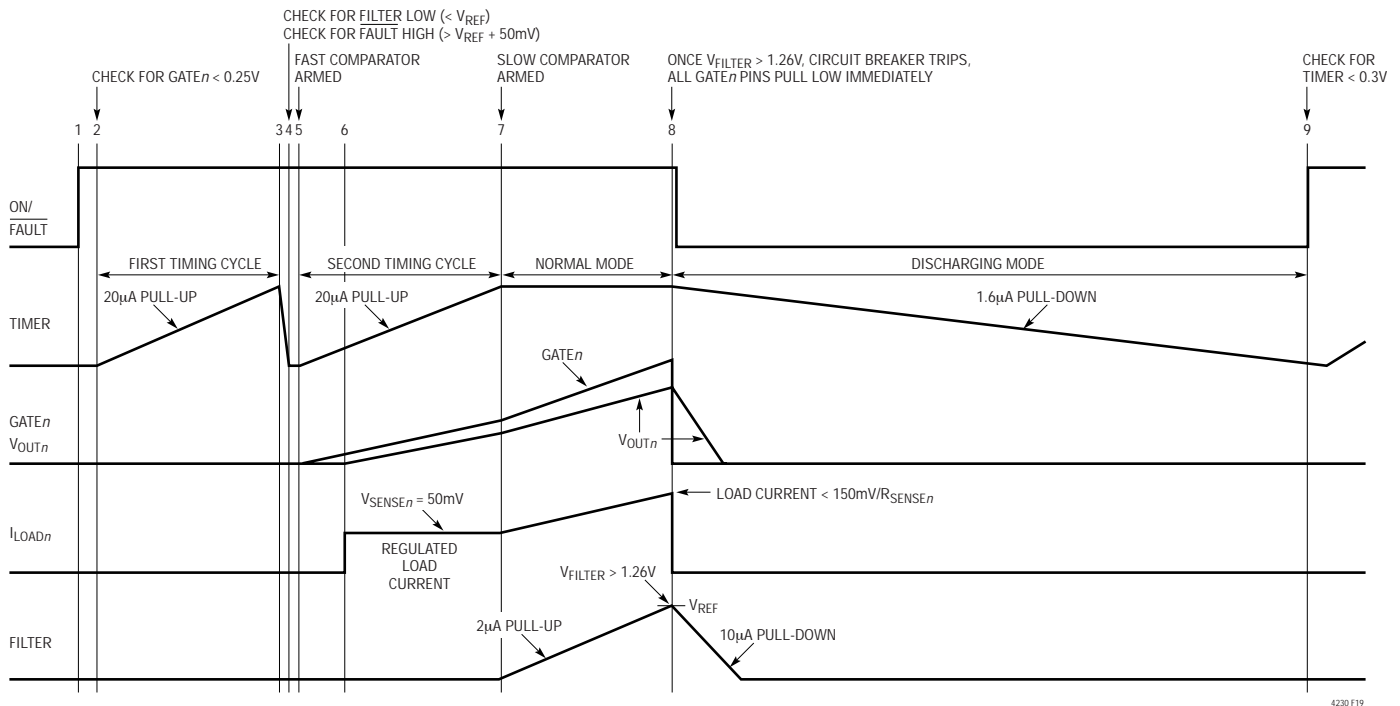 CHECK FOR FILTER LOW (< VREF)
CHECK FOR FAULT HIGH (> VREF + 50mV)
CHECK FOR GATEn < 0.25V
FAST COMPARATOR
ARMED
SLOW COMPARATOR
ARMED
ONCE VFILTER > 1.26V, CIRCUIT BREAKER TRIPS,
ALL GATEn PINS PULL LOW IMMEDIATELY
CHECK FOR
TIMER < 0.3V
1 2 3 4 5 6 7 8 9
ON/
FAULT
FIRST TIMING CYCLE
SECOND TIMING CYCLE
NORMAL MODE
DISCHARGING MODE
20µA PULL-UP
20µA PULL-UP
1.6µA PULL-DOWN
TIMER
GATEn
GATEn
VOUTn
VOUTn
VSENSEn = 50mV
LOAD CURRENT < 150mV/RSENSEn
ILOADn
REGULATED
LOAD
CURRENT
VFILTER > 1.26V
VREF
2µA PULL-UP
10µA PULL-DOWN
FILTER
4230 F19